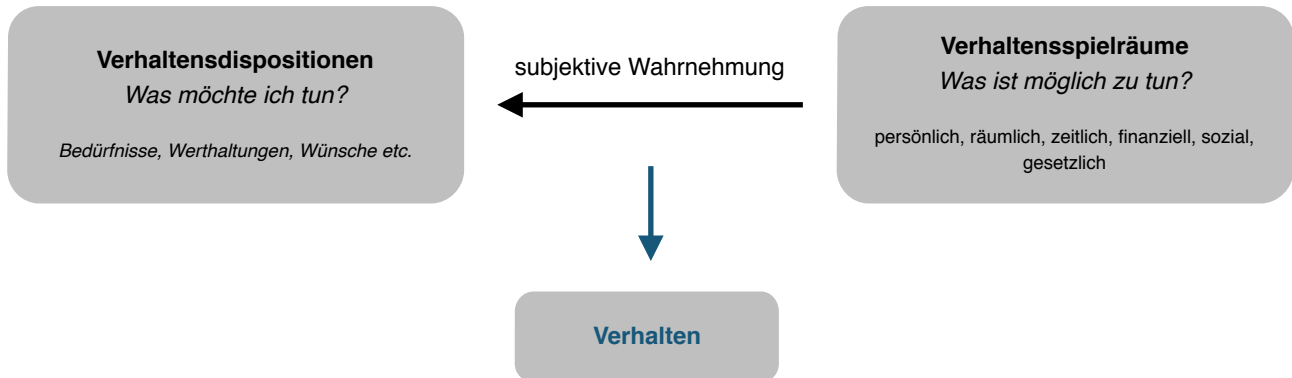 Verhaltensdispositionen
Was möchte ich tun?
Bedürfnisse, Werthaltungen, Wünsche etc.
subjektive Wahrnehmung
Verhaltensspielräume
Was ist möglich zu tun?
persönlich, räumlich, zeitlich, finanziell, sozial,
gesetzlich
Verhalten